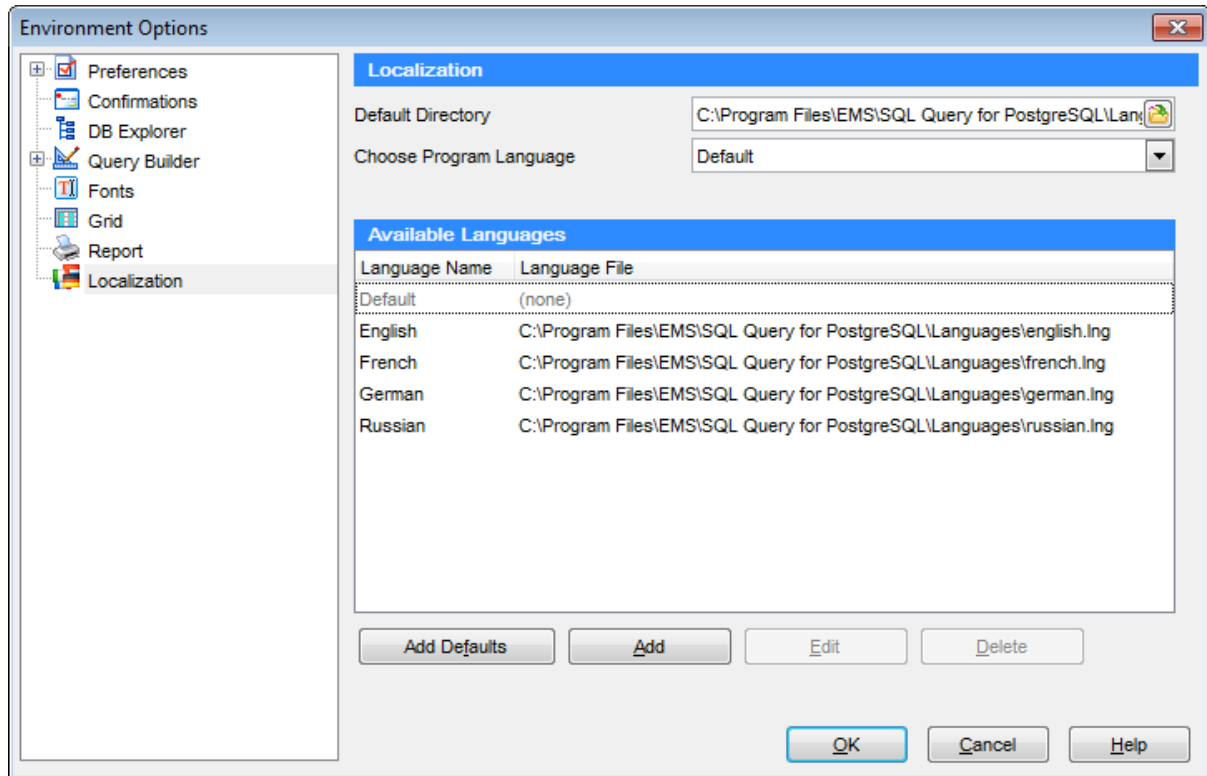 Environment Options
Preferences
Confirmations
DB Explorer
Query Builder
Fonts
Grid
Report
Localization
Localization
Default Directory C:\Program Files\EMS\SQL Query for PostgreSQL\Lang
Choose Program Language Default
Available Languages
Language Name Language File
Default (none)
English C:\Program Files\EMS\SQL Query for PostgreSQL\Languages\english.lng
French C:\Program Files\EMS\SQL Query for PostgreSQL\Languages\french.lng
German C:\Program Files\EMS\SQL Query for PostgreSQL\Languages\german.lng
Russian C:\Program Files\EMS\SQL Query for PostgreSQL\Languages\russian.lng
Add Defaults Add Edit Delete
OK Cancel Help